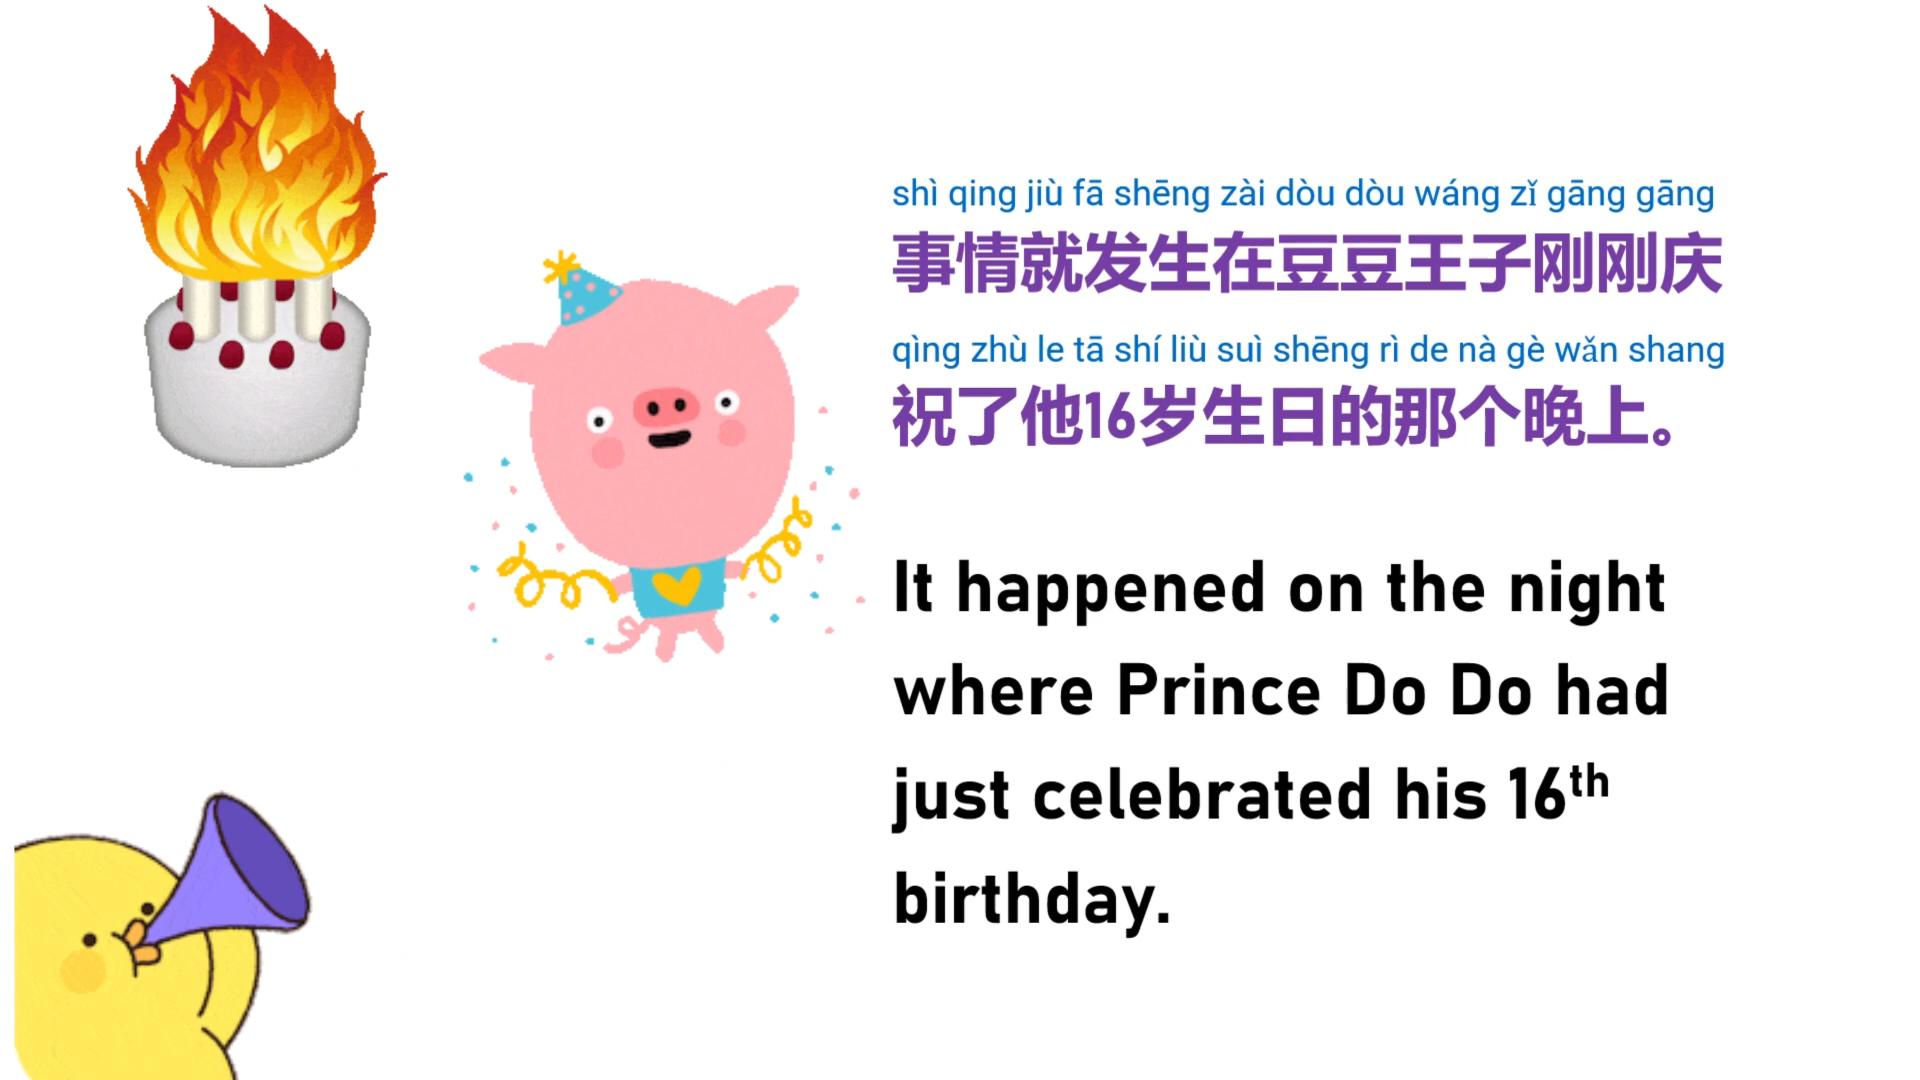 shì qing jiù fā shēng zài dòu dòu wáng zǐ gāng gāng
事情就发生在豆豆王子刚刚庆
qìng zhù le tā shí liù suì shēng rì de nà gè wǎn shang
祝了他16岁生日的那个晚上。
It happened on the night
where Prince Do Do had
just celebrated his 16th
birthday.